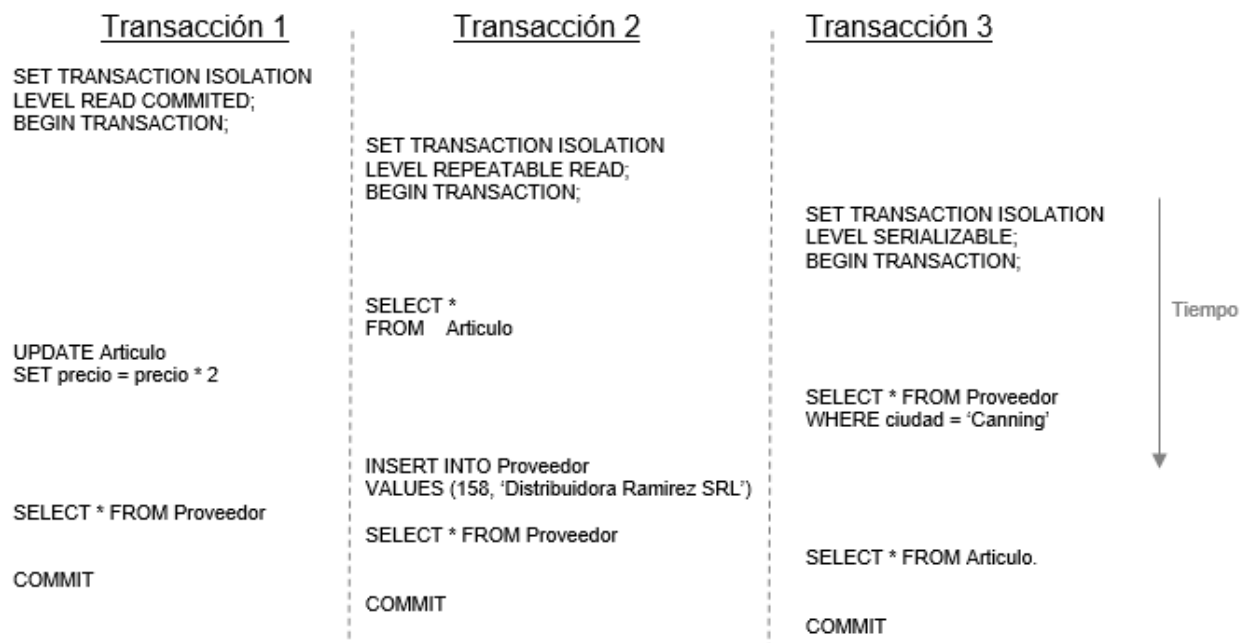 Transacción 1
Transacción 2
Transacción 3
SET TRANSACTION ISOLATION
LEVEL READ COMMITED;
BEGIN TRANSACTION;
SET TRANSACTION ISOLATION
LEVEL REPEATABLE READ;
BEGIN TRANSACTION;
SET TRANSACTION ISOLATION
LEVEL SERIALIZABLE;
BEGIN TRANSACTION;
SELECT *
FROM Articulo
Tiempo
UPDATE Articulo
SET precio = precio * 2
SELECT * FROM Proveedor
WHERE ciudad = ‘Canning’
INSERT INTO Proveedor
VALUES (158, ‘Distribuidora Ramirez SRL’)
SELECT * FROM Proveedor
SELECT * FROM Proveedor
SELECT * FROM Articulo.
COMMIT
COMMIT
COMMIT